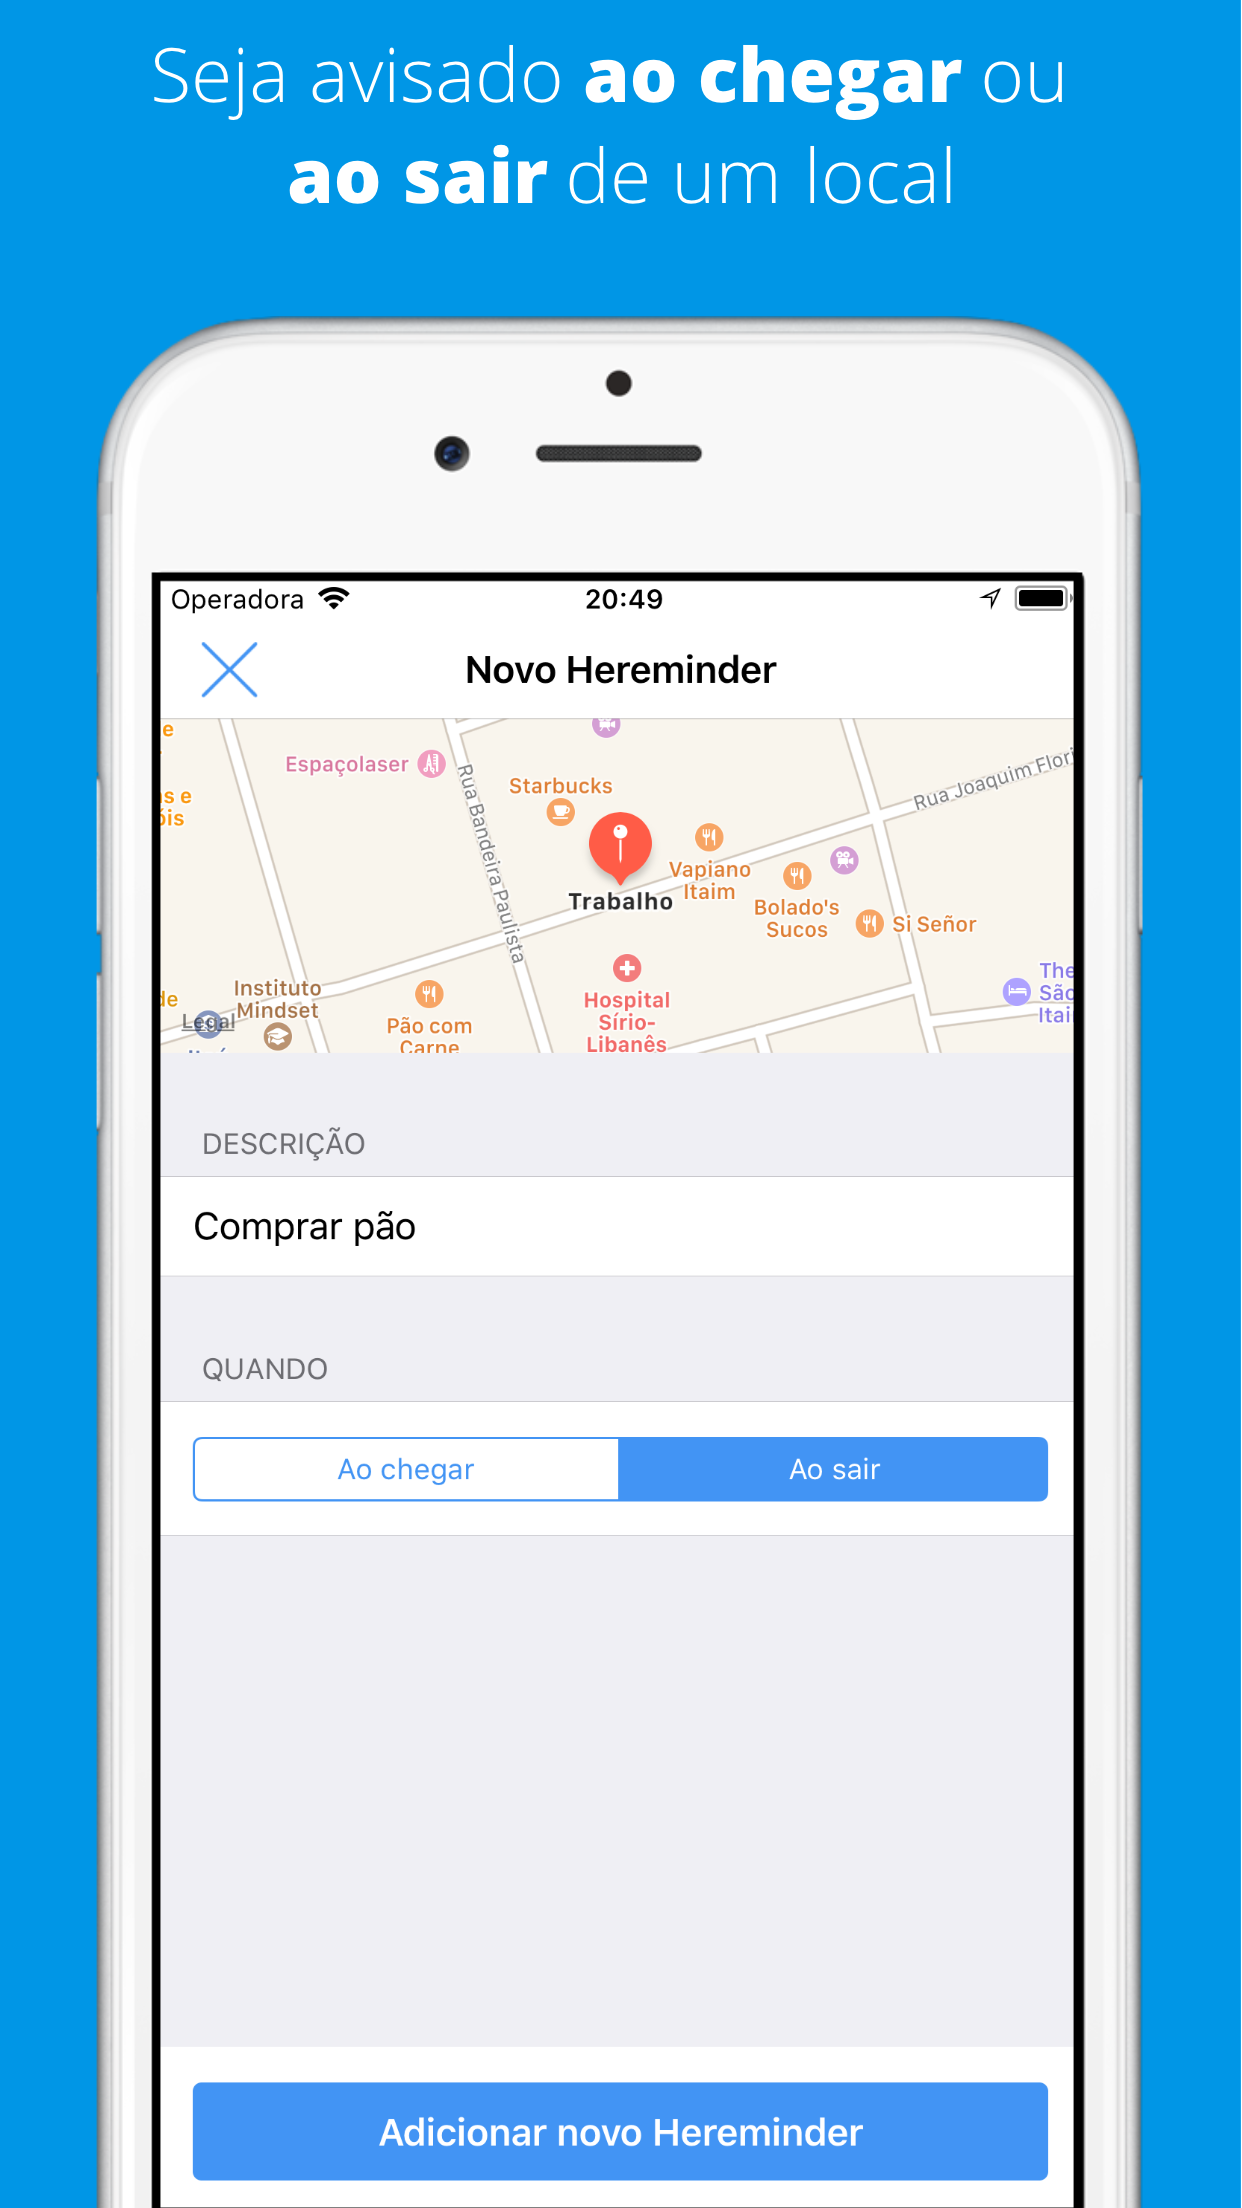 Seja avisado ao chegar ou
ao sair de um local
Operadora
20:49
Novo Hereminder
Espaçolaser
Starbucks
Rua Bandeira Paulista
Rua Joaquim Flori
s e
óis
Vapiano
Itaim
Trabalho
Bolado's
Sucos
Si Señor
Instituto
Mindset
Legal
Pão com
Carne
Hospital
Sírio-
Libanês
The
São
Itai
DESCRIÇÃO
Comprar pão
QUANDO
Ao chegar
Ao sair
Adicionar novo Hereminder